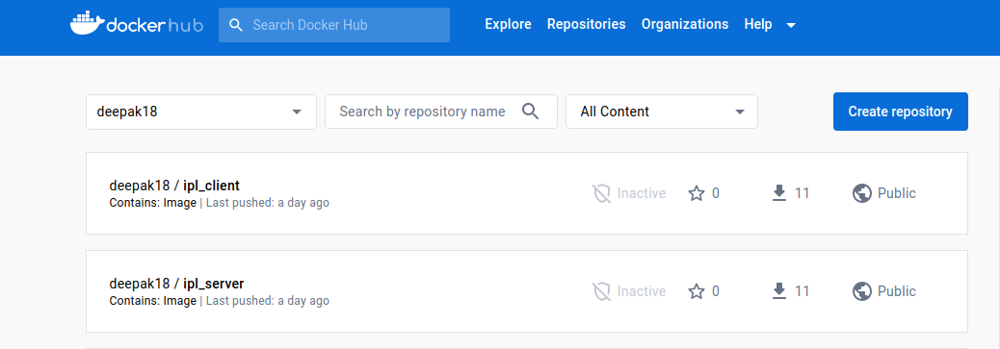 dockerhub Search Docker Hub Explore Repositories Organizations Help
deepak18 Search by repository name All Content Create repository
deepak18 / ipl_client
Contains: Image | Last pushed: a day ago
Inactive 0 11 Public
deepak18 / ipl_server
Contains: Image | Last pushed: a day ago
Inactive 0 11 Public